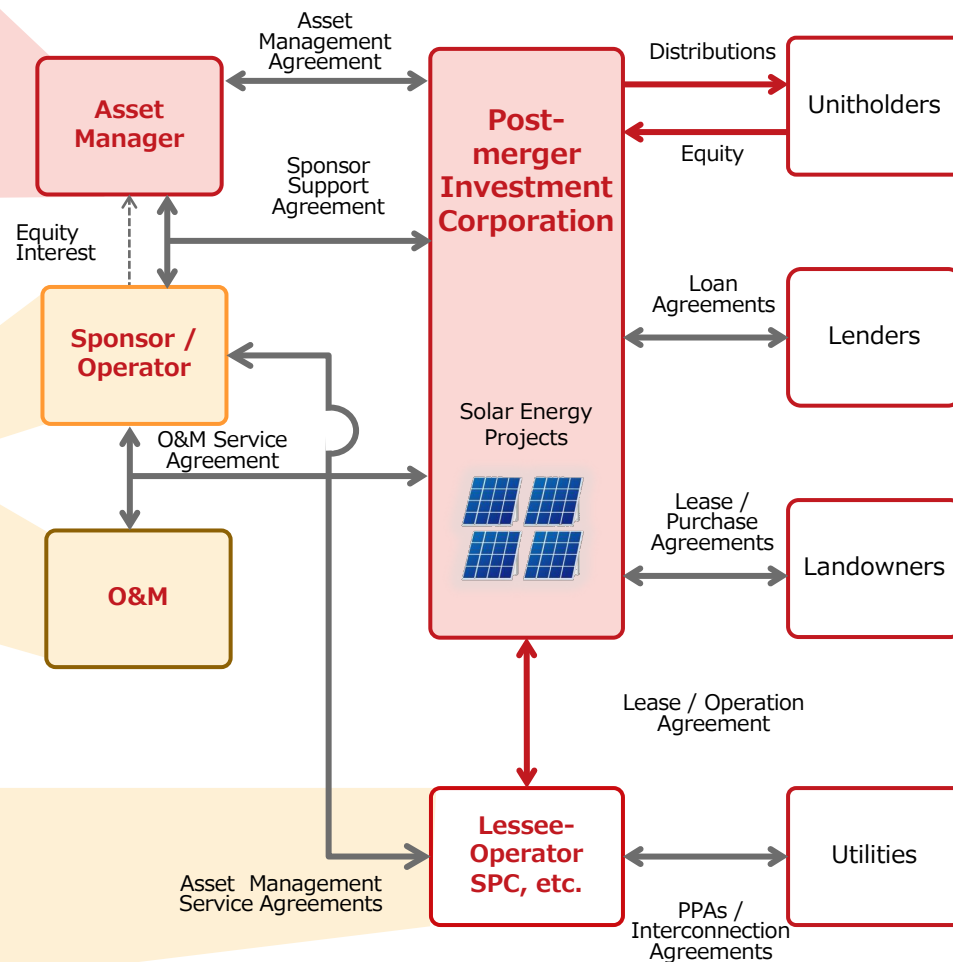 Asset
Management
Agreement
Distributions
Asset
Manager
Post-
merger
Investment
Corporation
Unitholders
Equity
Sponsor
Support
Agreement
Equity
Interest
Loan
Agreements
Sponsor /
Operator
Lenders
Solar Energy
Projects
O&M Service
Agreement
Lease /
Purchase
Agreements
Landowners
O&M
Lease / Operation
Agreement
Lessee-
Operator
SPC, etc.
Utilities
Asset Management
Service Agreements
PPAs /
Interconnection
Agreements